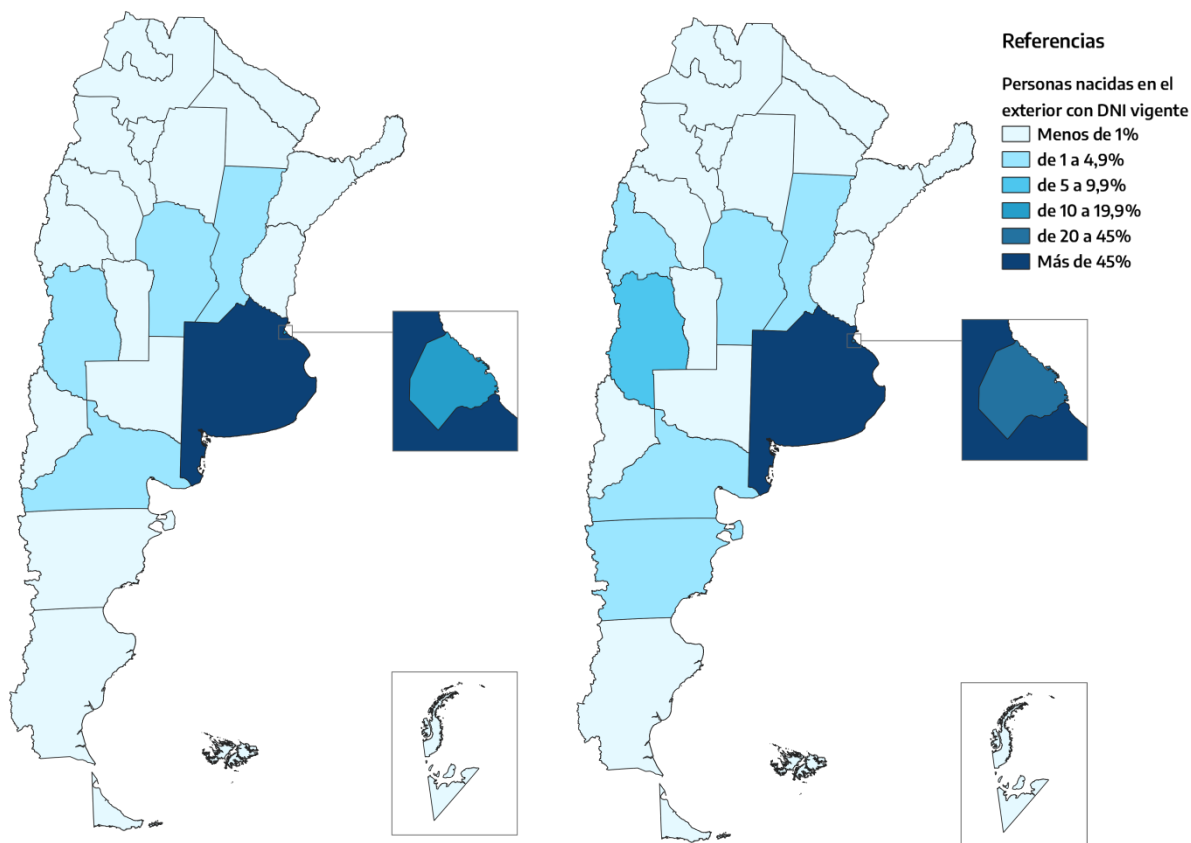 Referencias
Personas nacidas en el
exterior con DNI vigente
Menos de 1%
de 1 a 4,9%
de 5 a 9,9%
de 10 a 19,9%
de 20 a 45%
Más de 45%